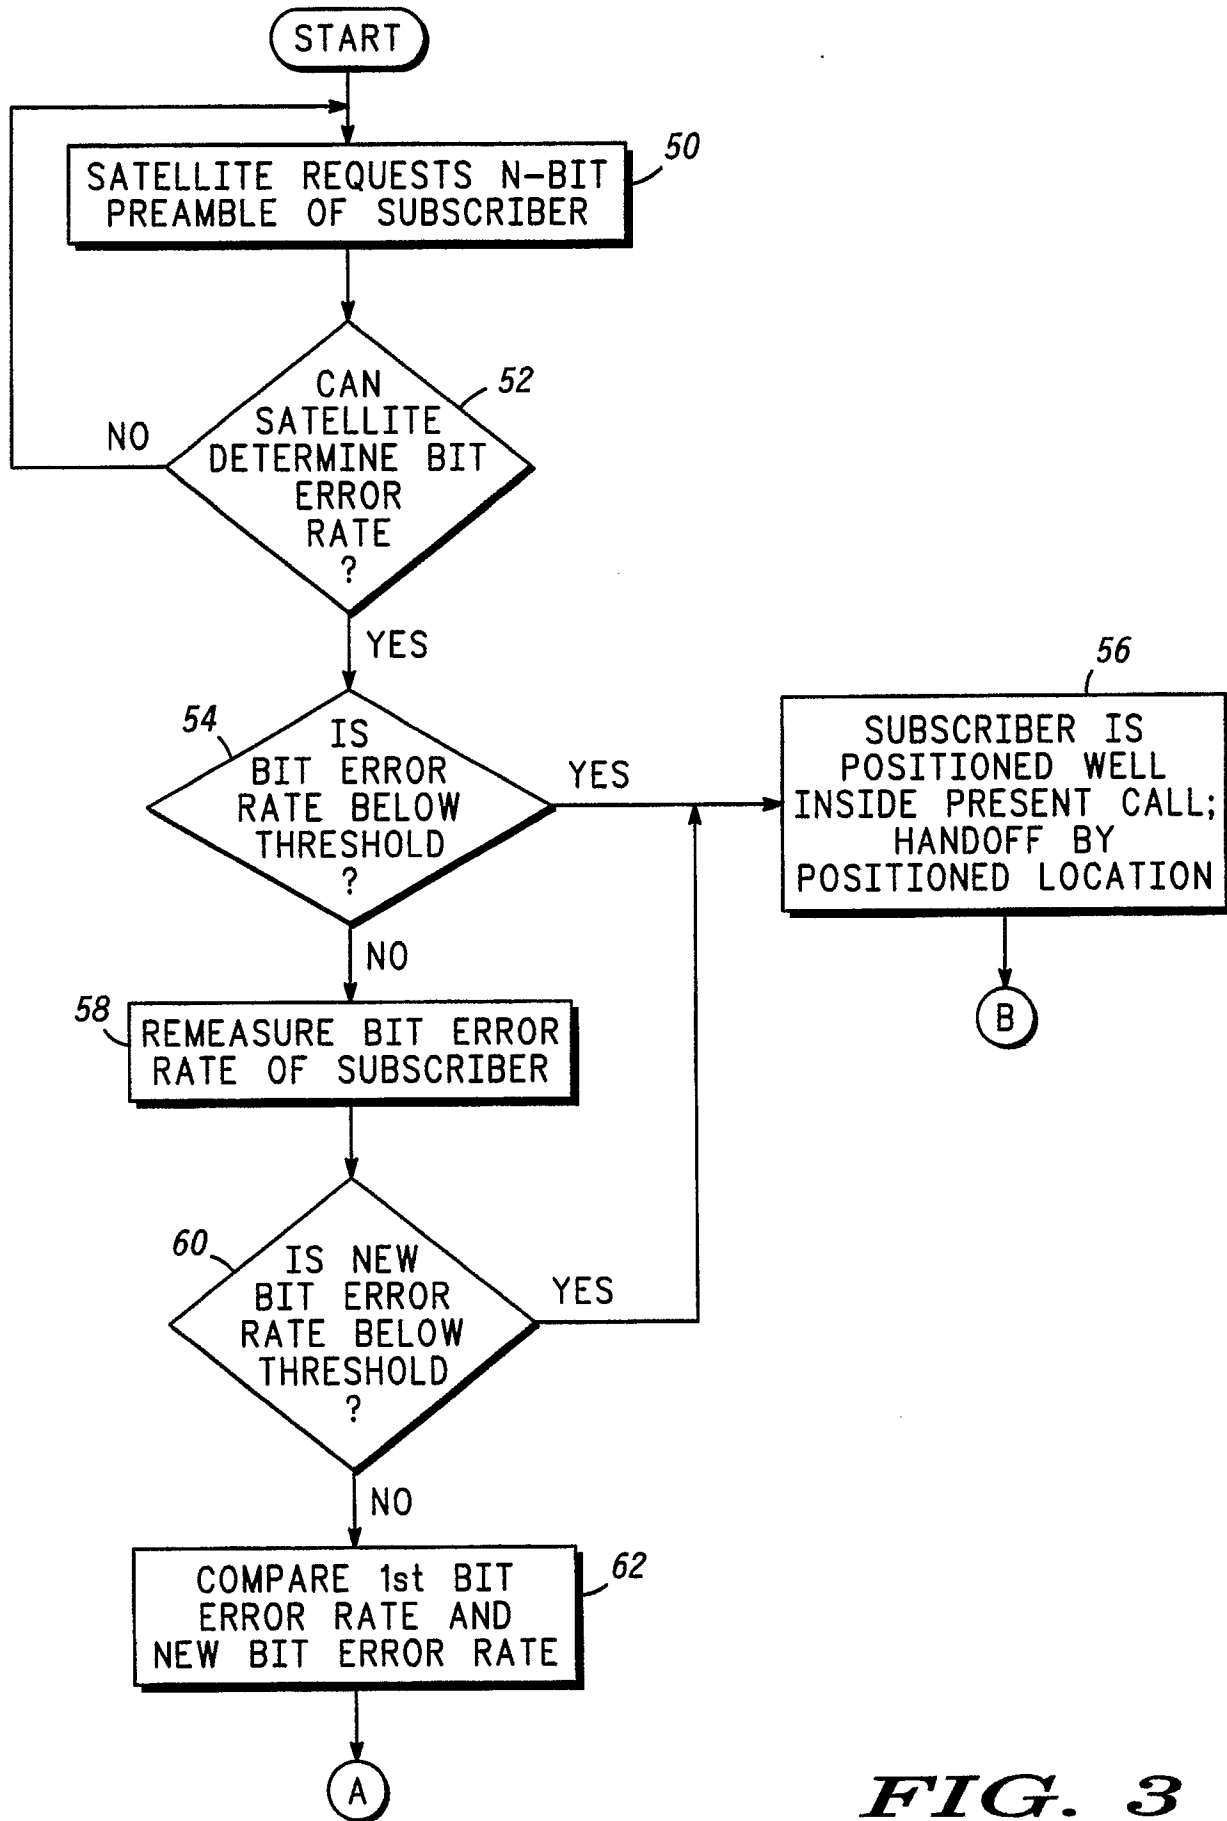 START
SATELLITE REQUESTS N-BIT
PREAMBLE OF SUBSCRIBER
50
CAN
SATELLITE
DETERMINE BIT
ERROR
RATE
?
52
NO
YES
54
IS
BIT ERROR
RATE BELOW
THRESHOLD
?
YES
56
SUBSCRIBER IS
POSITIONED WELL
INSIDE PRESENT CALL;
HANDOFF BY
POSITIONED LOCATION
B
NO
58
REMEASURE BIT ERROR
RATE OF SUBSCRIBER
60
IS NEW
BIT ERROR
RATE BELOW
THRESHOLD
?
YES
NO
COMPARE 1st BIT
ERROR RATE AND
NEW BIT ERROR RATE
62
A
FIG. 3